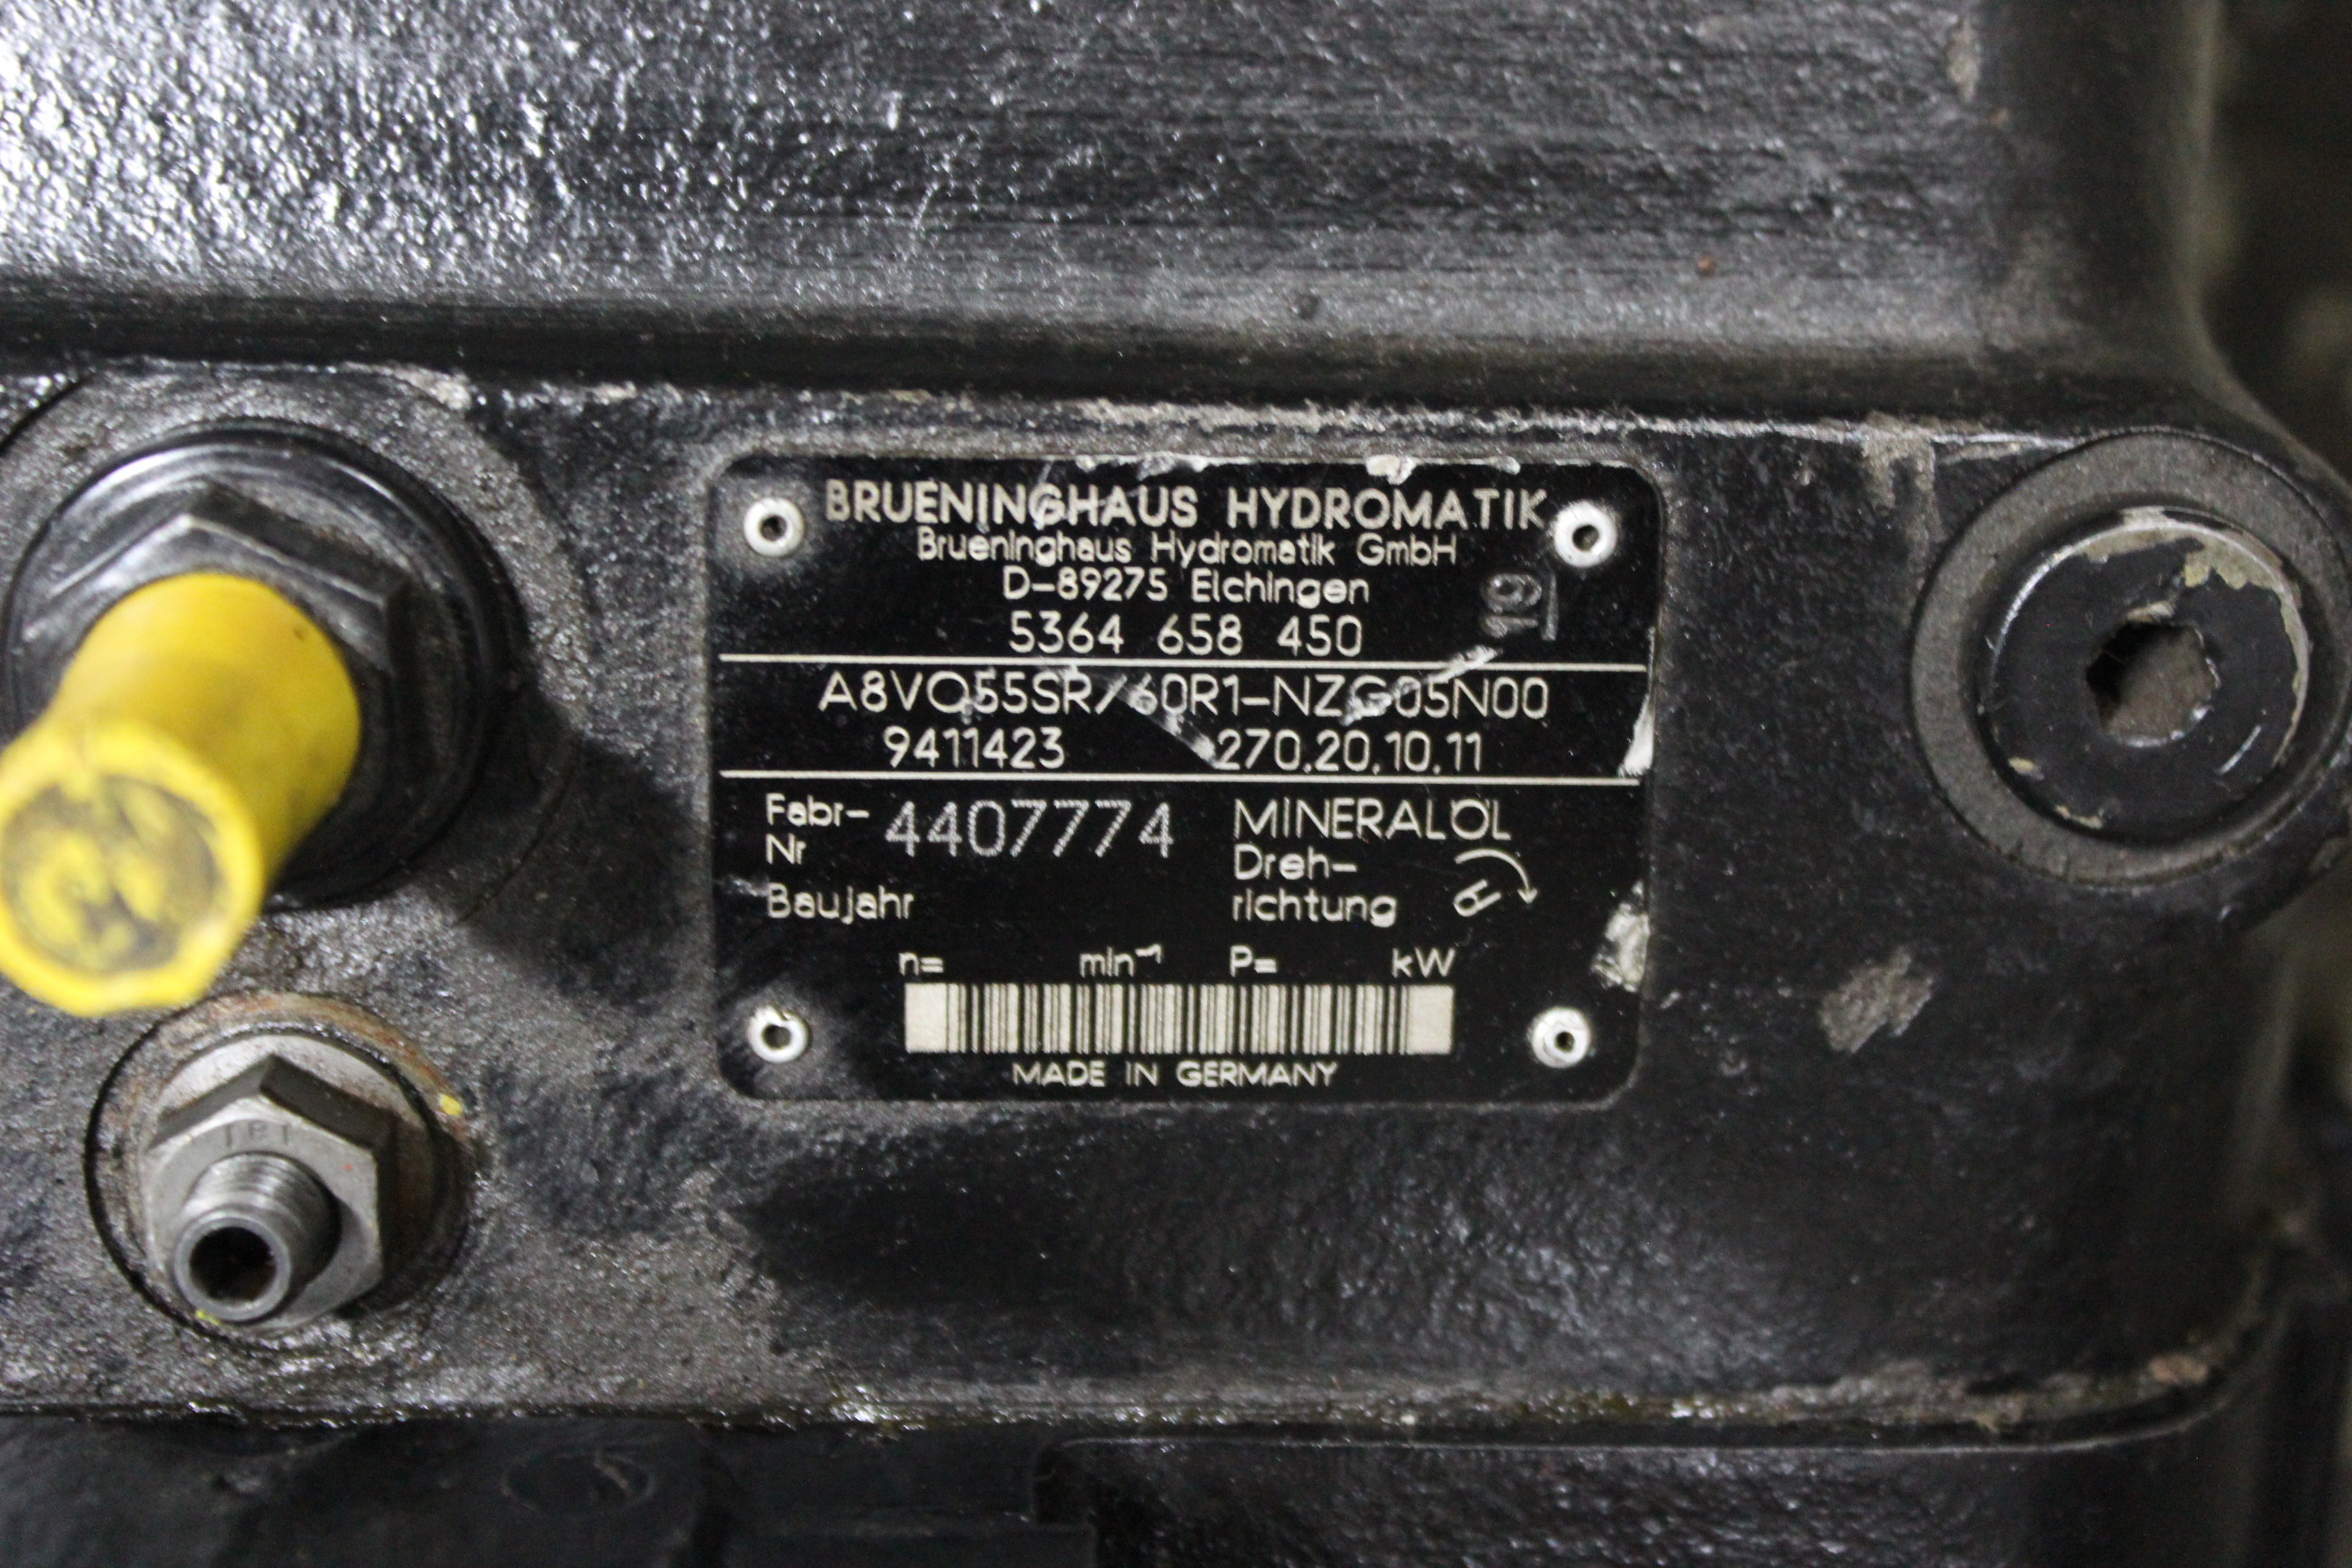 BRUENINGHAUS HYDROMATIK
Brueninghaus Hydromatik GmbH
D-89275 Elchingen
19
5364 658 450
A8VO55SR/60R1-NZG05N00
9411423 270.20.10.11
Fabr-Nr 4407774 MINERALÖL
Baujahr Dreh-
richtung
n= min⁻¹ P= kW
MADE IN GERMANY